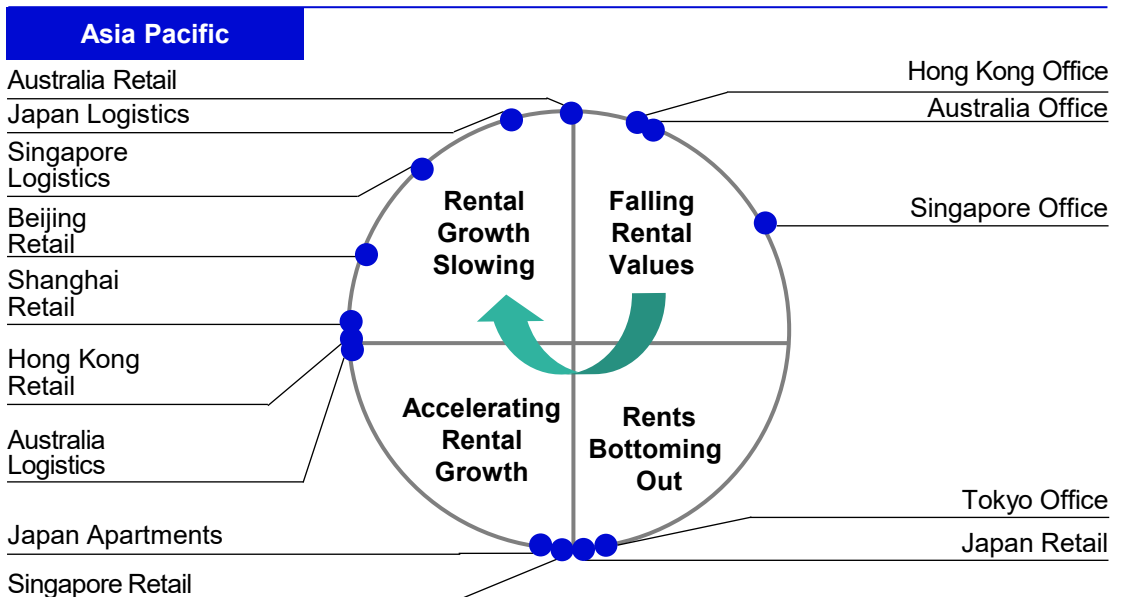 Asia Pacific
Australia Retail
Japan Logistics
Singapore
Logistics
Beijing
Retail
Shanghai
Retail
Hong Kong
Retail
Australia
Logistics
Japan Apartments
Singapore Retail
Rental
Growth
Slowing
Falling
Rental
Values
Accelerating
Rental
Growth
Rents
Bottoming
Out
Hong Kong Office
Australia Office
Singapore Office
Tokyo Office
Japan Retail